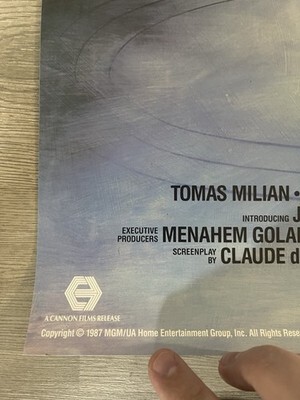 TOMAS MILIAN •
INTRODUCING
EXECUTIVE PRODUCERS MENAHEM GOLA
SCREENPLAY BY CLAUDE d
A CANNON FILMS RELEASE
Copyright © 1987 MGM/UA Home Entertainment Group, Inc. All Rights Rese